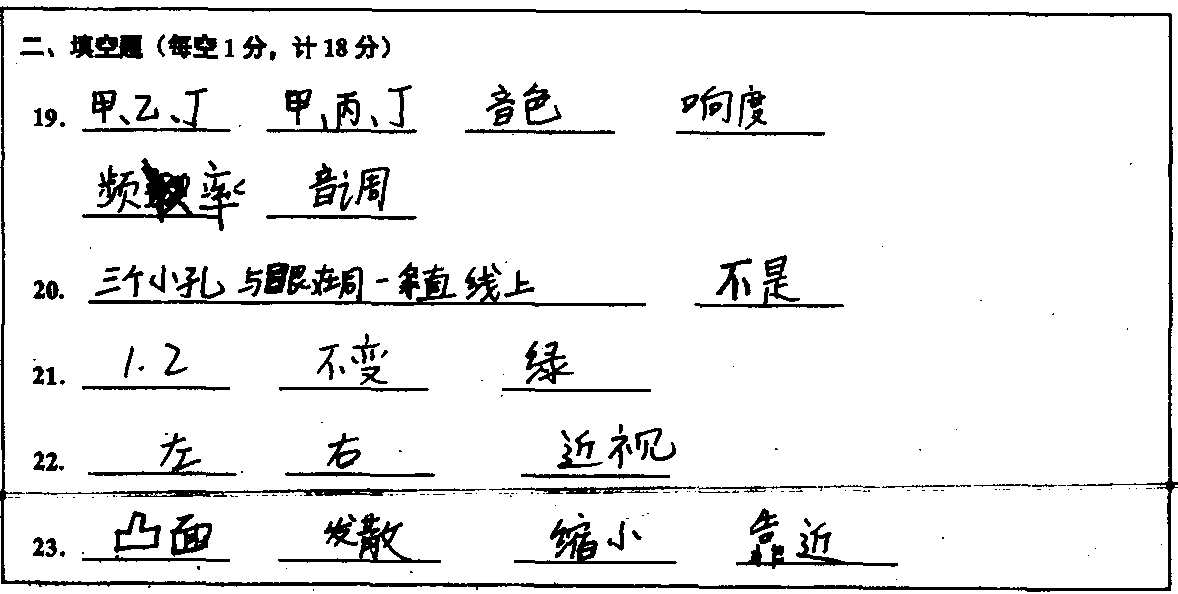 二、填空题（每空1分，计18分）
19. 甲、乙、丁 甲、丙、丁 音色 响度
频率 音调
20. 三个小孔与眼在同一条直线上 不是
21. 1.2 不变 绿
22. 左 右 近视
23. 凸面 发散 缩小 靠近